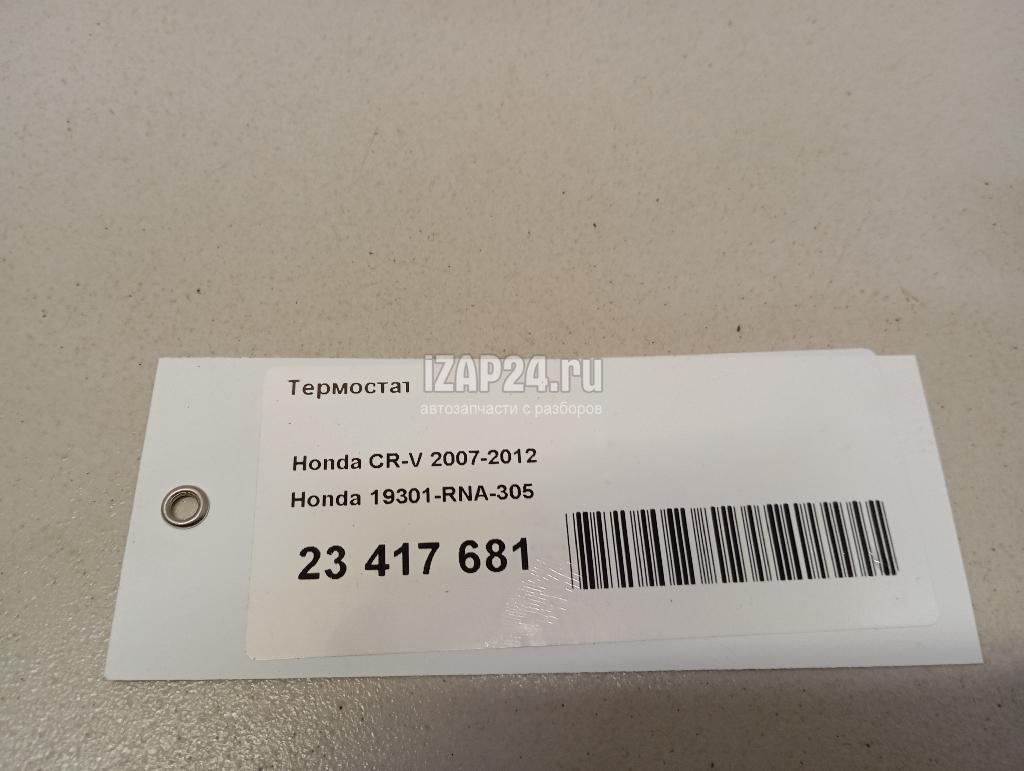 Термостат
iZAP24.ru
автозапчасти с разборов
Honda CR-V 2007-2012
Honda 19301-RNA-305
23 417 681